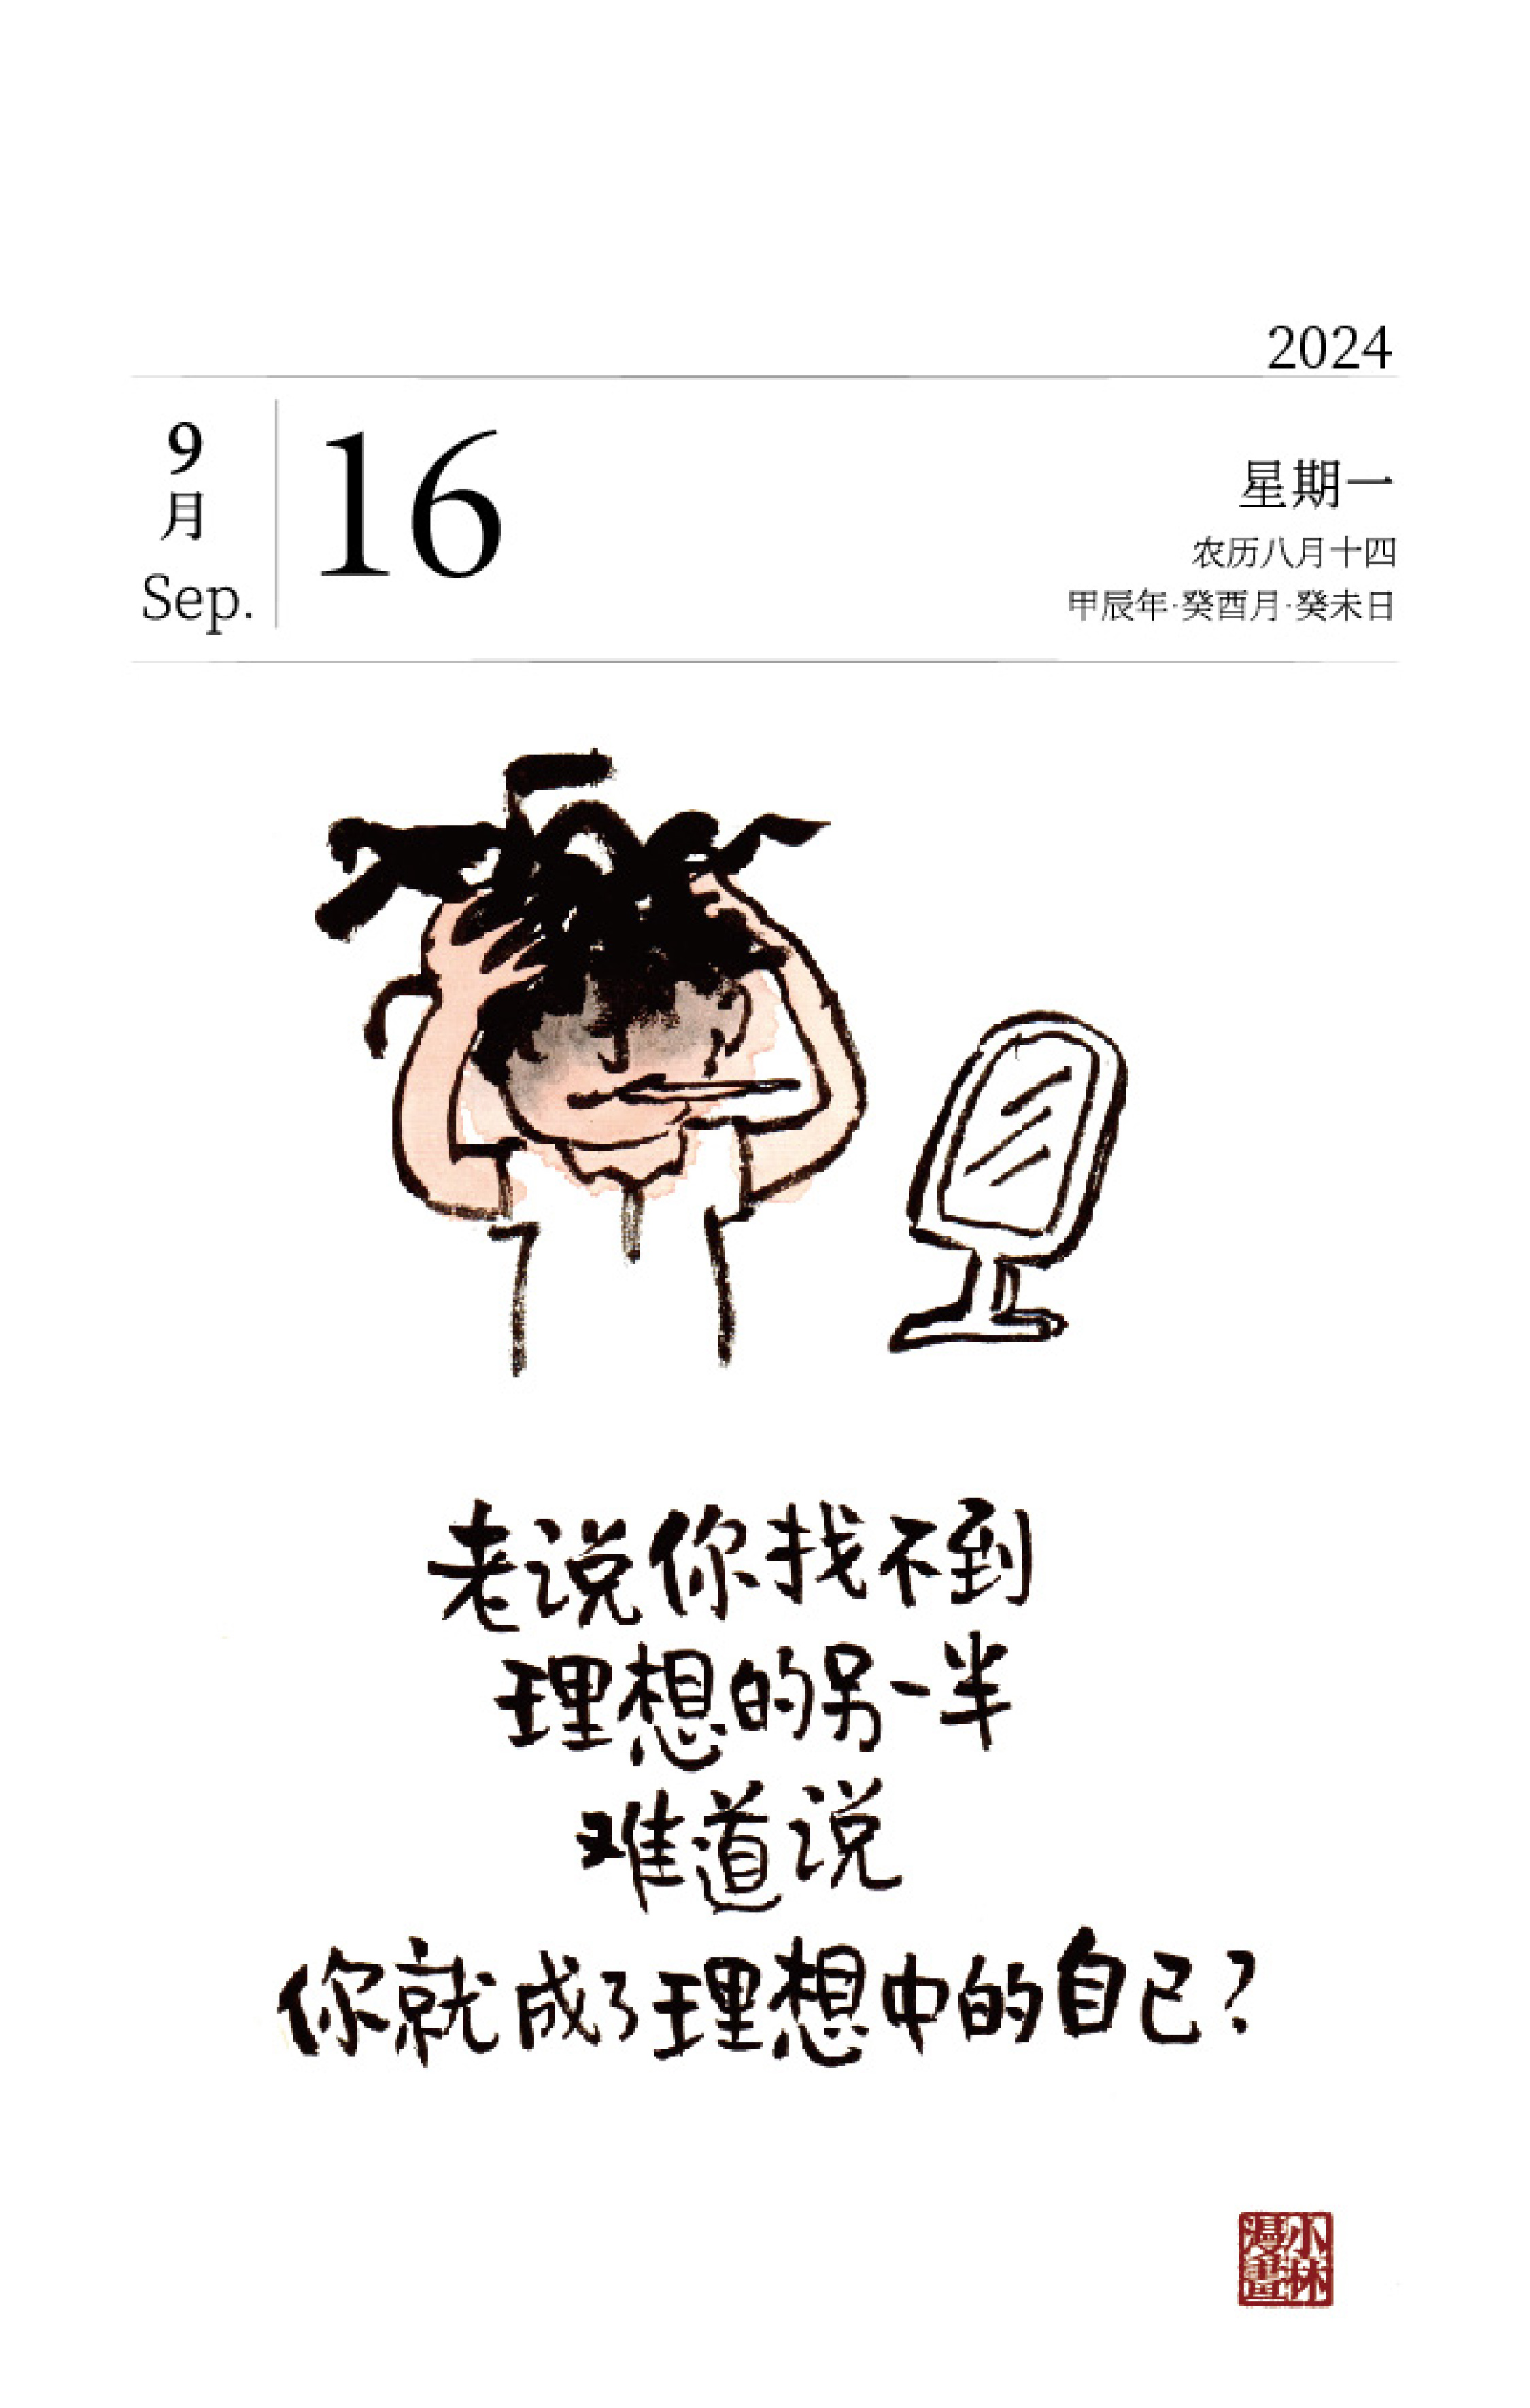 2024
9
月
Sep.
16
星期一
农历八月十四
甲辰年·癸酉月·癸未日
老说你找不到
理想的另一半
难道说
你就成了理想中的自己?
小林
漫畫